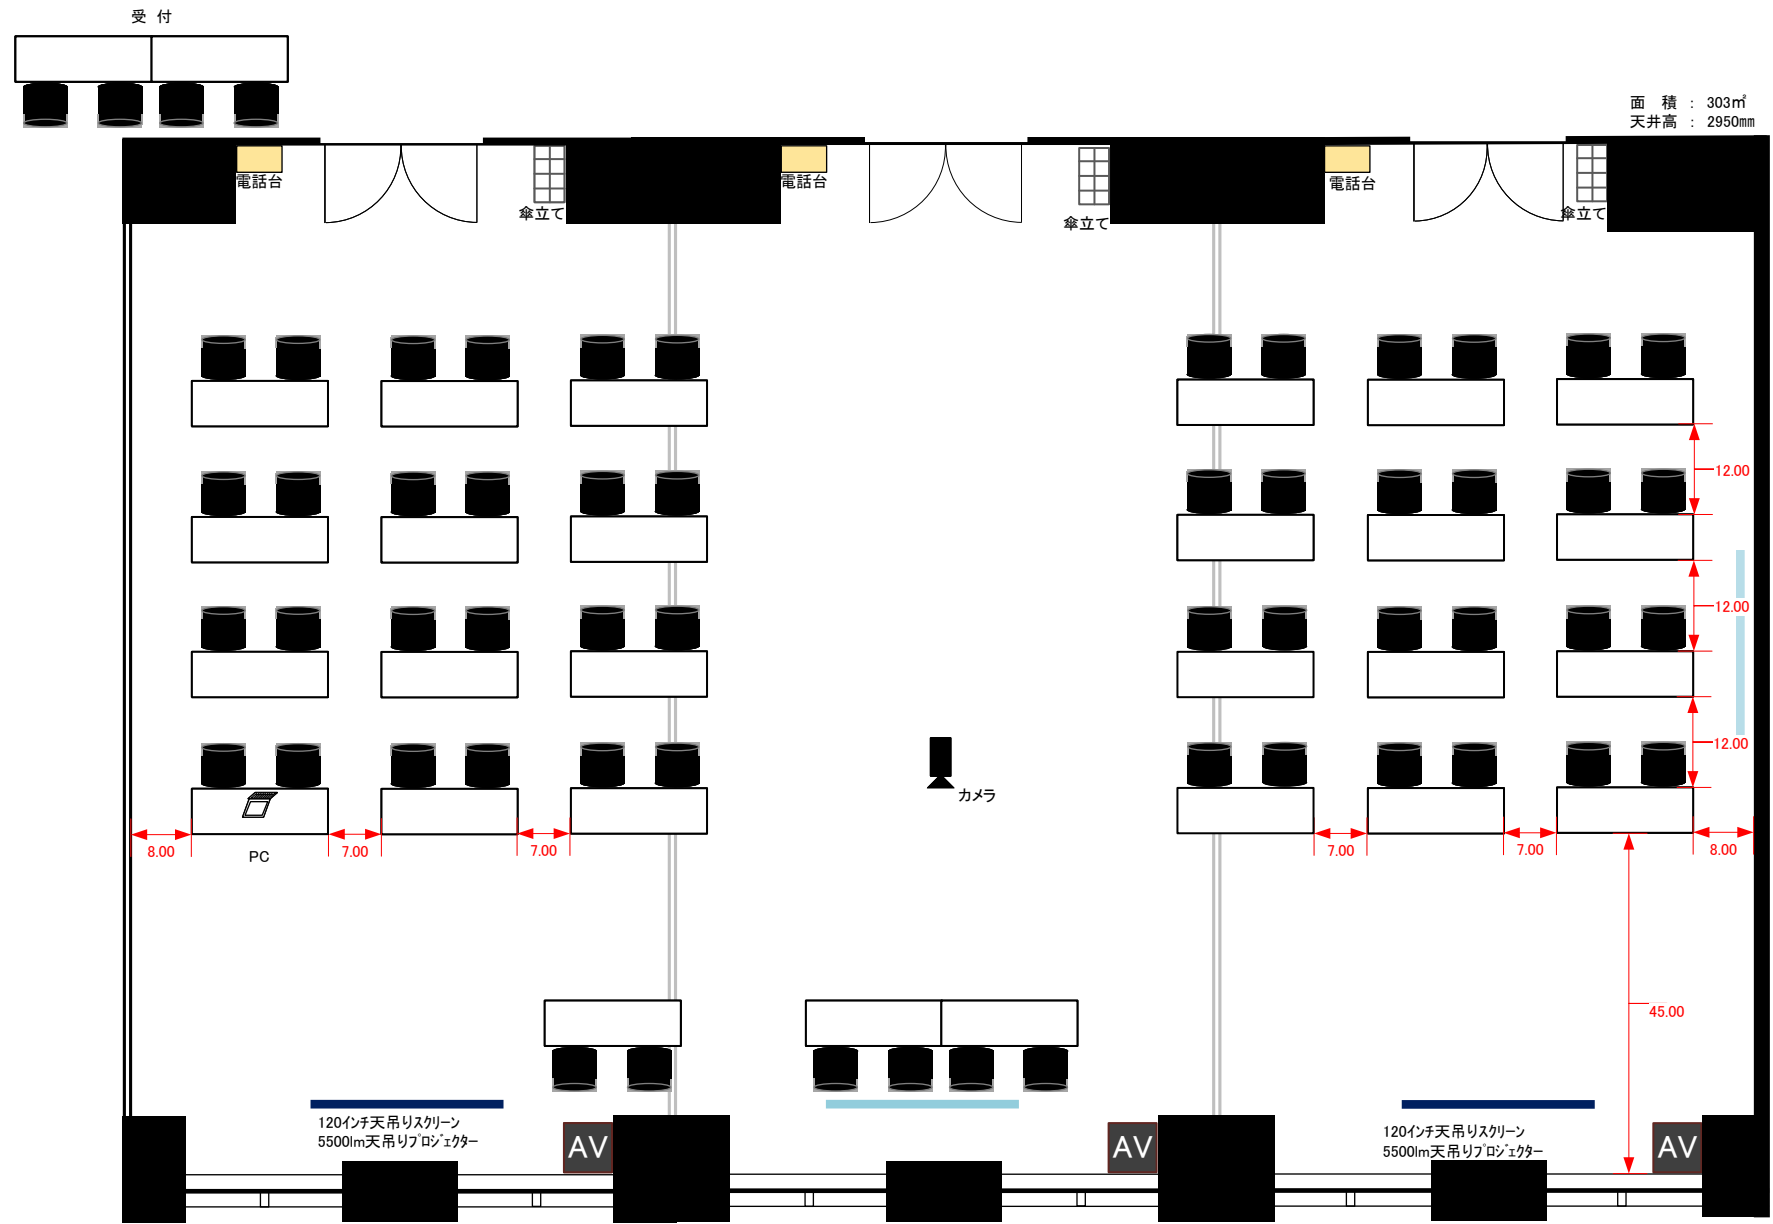 受 付
面 積 : 303㎡
天井高 : 2950mm
電話台
傘立て
電話台
傘立て
電話台
傘立て
12.00
12.00
12.00
カメラ
8.00
7.00
7.00
7.00
7.00
8.00
PC
45.00
120インチ天吊りスクリーン
5500lm天吊りプロジェクター
120インチ天吊りスクリーン
5500lm天吊りプロジェクター
AV
AV
AV